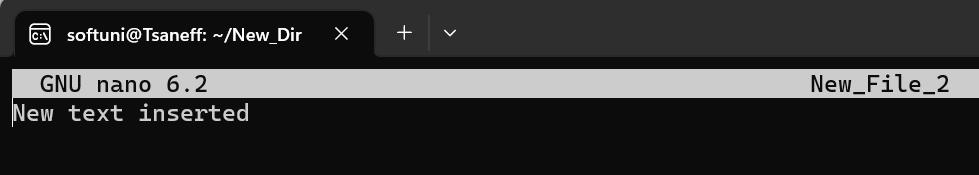 softuni@Tsaneff: ~/New_Dir
GNU nano 6.2 New_File_2
New text inserted